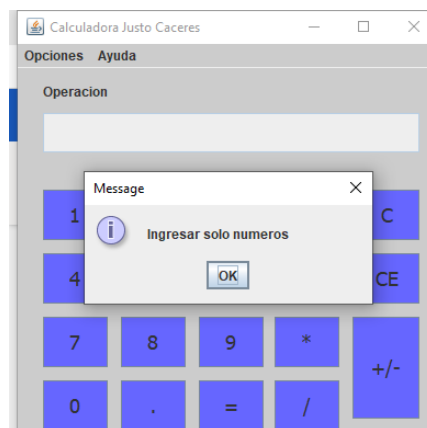 Calculadora Justo Caceres
Opciones Ayuda
Operacion
Message
Ingresar solo numeros
OK
1
C
4
CE
7 8 9 *
+/-
0 . = /